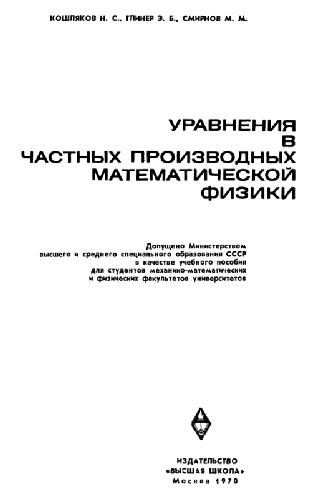 КОШЛЯКОВ Н. С., ГЛИНЕР Э. Б., СМИРНОВ М. М.
УРАВНЕНИЯ
В
ЧАСТНЫХ ПРОИЗВОДНЫХ
МАТЕМАТИЧЕСКОЙ
ФИЗИКИ
Допущено Министерством
высшего и среднего специального образования СССР
в качестве учебного пособия
для студентов механико-математических
и физических факультетов университетов
ИЗДАТЕЛЬСТВО
«ВЫСШАЯ ШКОЛА»
Москва 1970